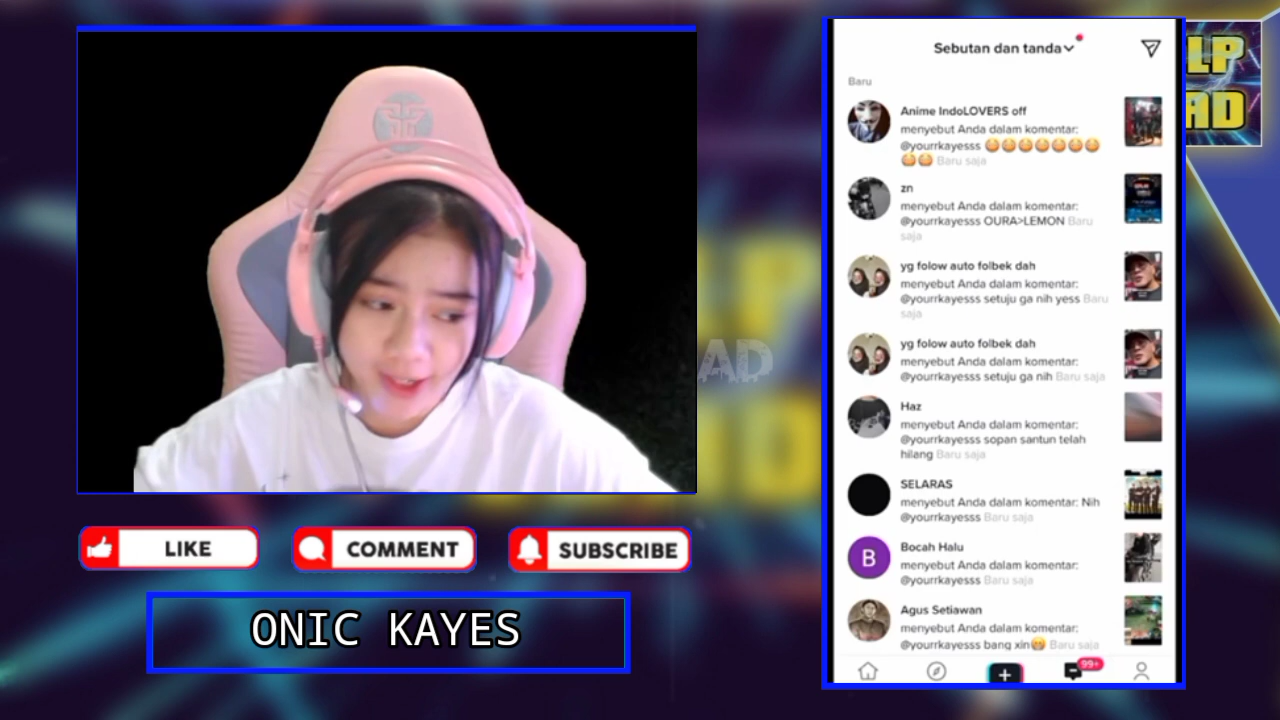 Sebutan dan tanda
Baru
Anime IndoLOVERS off
menyebut Anda dalam komentar:
@yourrkayesss 😡😡😡😡😡😡😡
😡😡 Baru saja
zn
menyebut Anda dalam komentar:
@yourrkayesss OURA>LEMON Baru
saja
yg folow auto folbek dah
menyebut Anda dalam komentar:
@yourrkayesss setuju ga nih yess Baru
saja
yg folow auto folbek dah
menyebut Anda dalam komentar:
@yourrkayesss setuju ga nih Baru saja
Haz
menyebut Anda dalam komentar:
@yourrkayesss sopan santun telah
hilang Baru saja
SELARAS
menyebut Anda dalam komentar: Nih
@yourrkayesss Baru saja
B
Bocah Halu
menyebut Anda dalam komentar:
@yourrkayesss Baru saja
Agus Setiawan
menyebut Anda dalam komentar:
@yourrkayesss bang xin😁 Baru saja
99+
LP
AD
AD
LIKE
COMMENT
SUBSCRIBE
ONIC KAYES